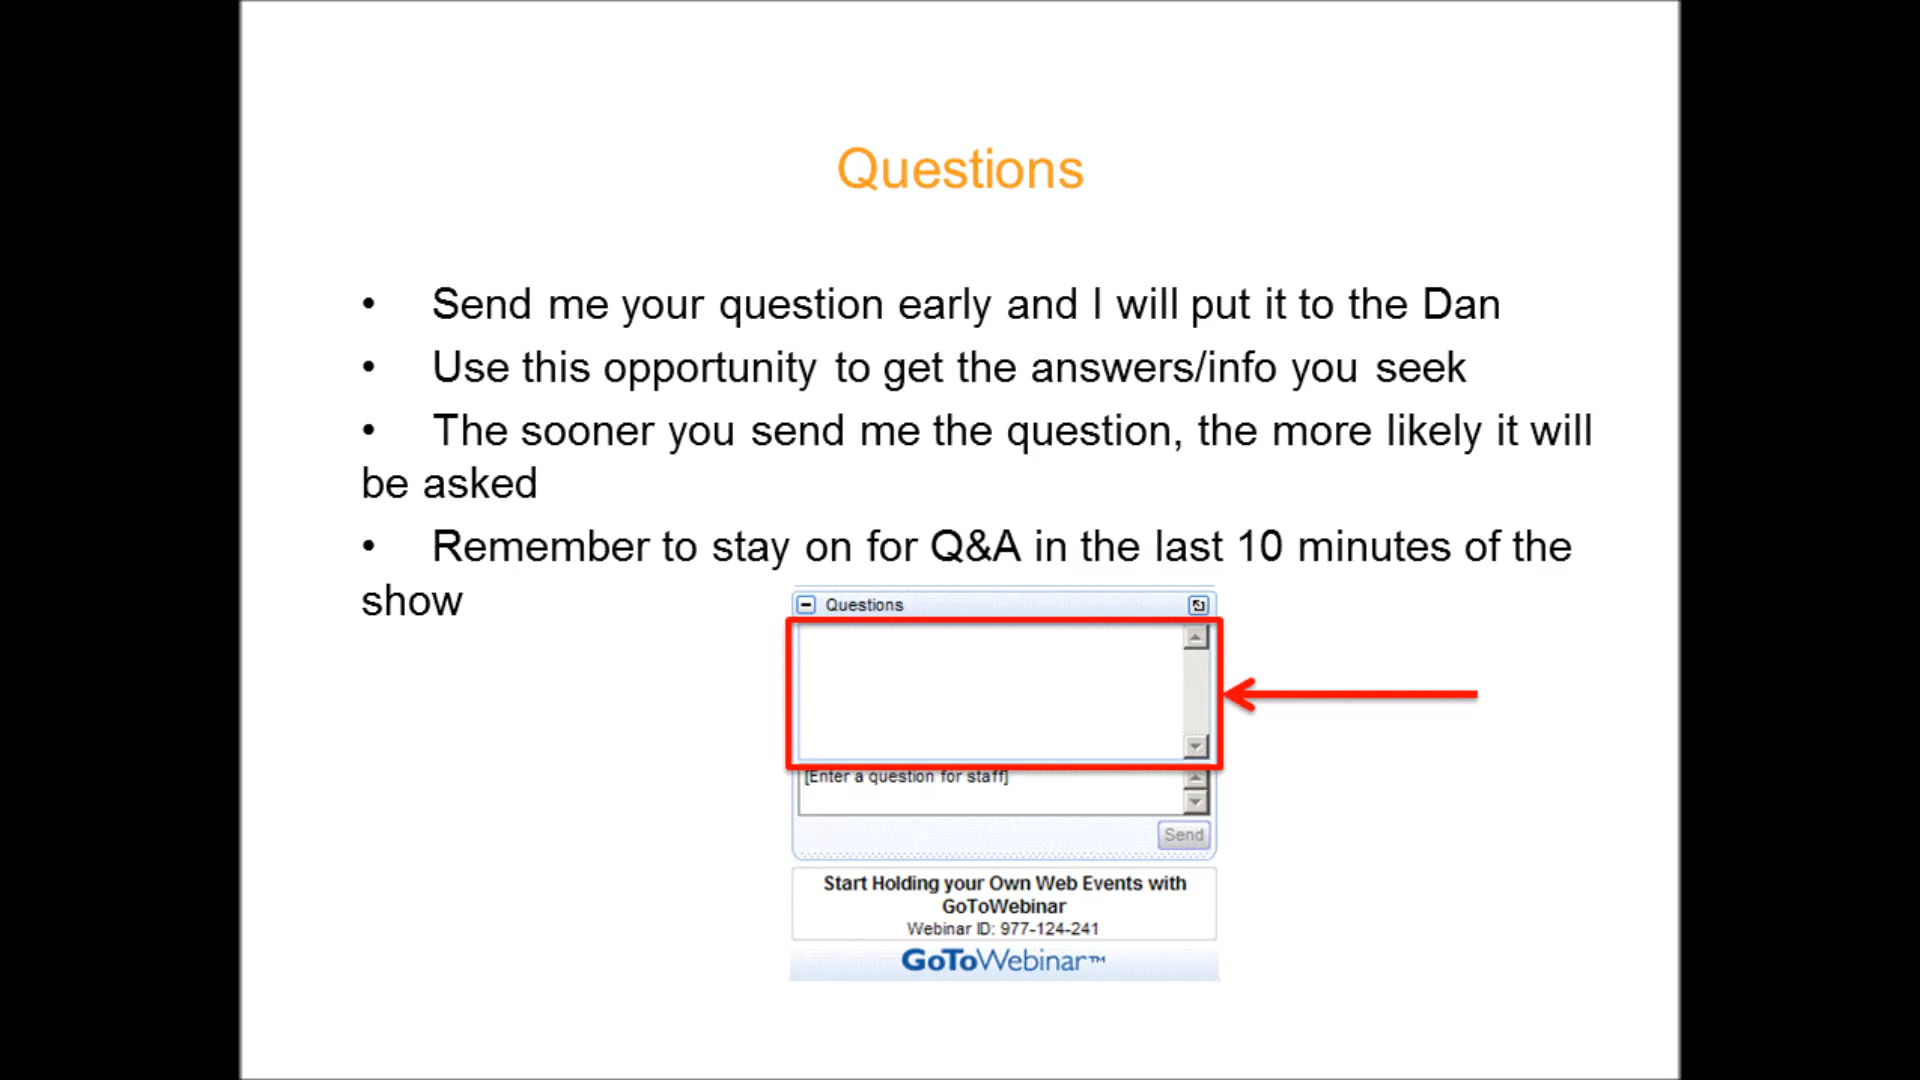 Questions
• Send me your question early and I will put it to the Dan
• Use this opportunity to get the answers/info you seek
• The sooner you send me the question, the more likely it will
be asked
• Remember to stay on for Q&A in the last 10 minutes of the
show
Questions
[Enter a question for staff]
Send
Start Holding your Own Web Events with
GoToWebinar
Webinar ID: 977-124-241
GoToWebinar™